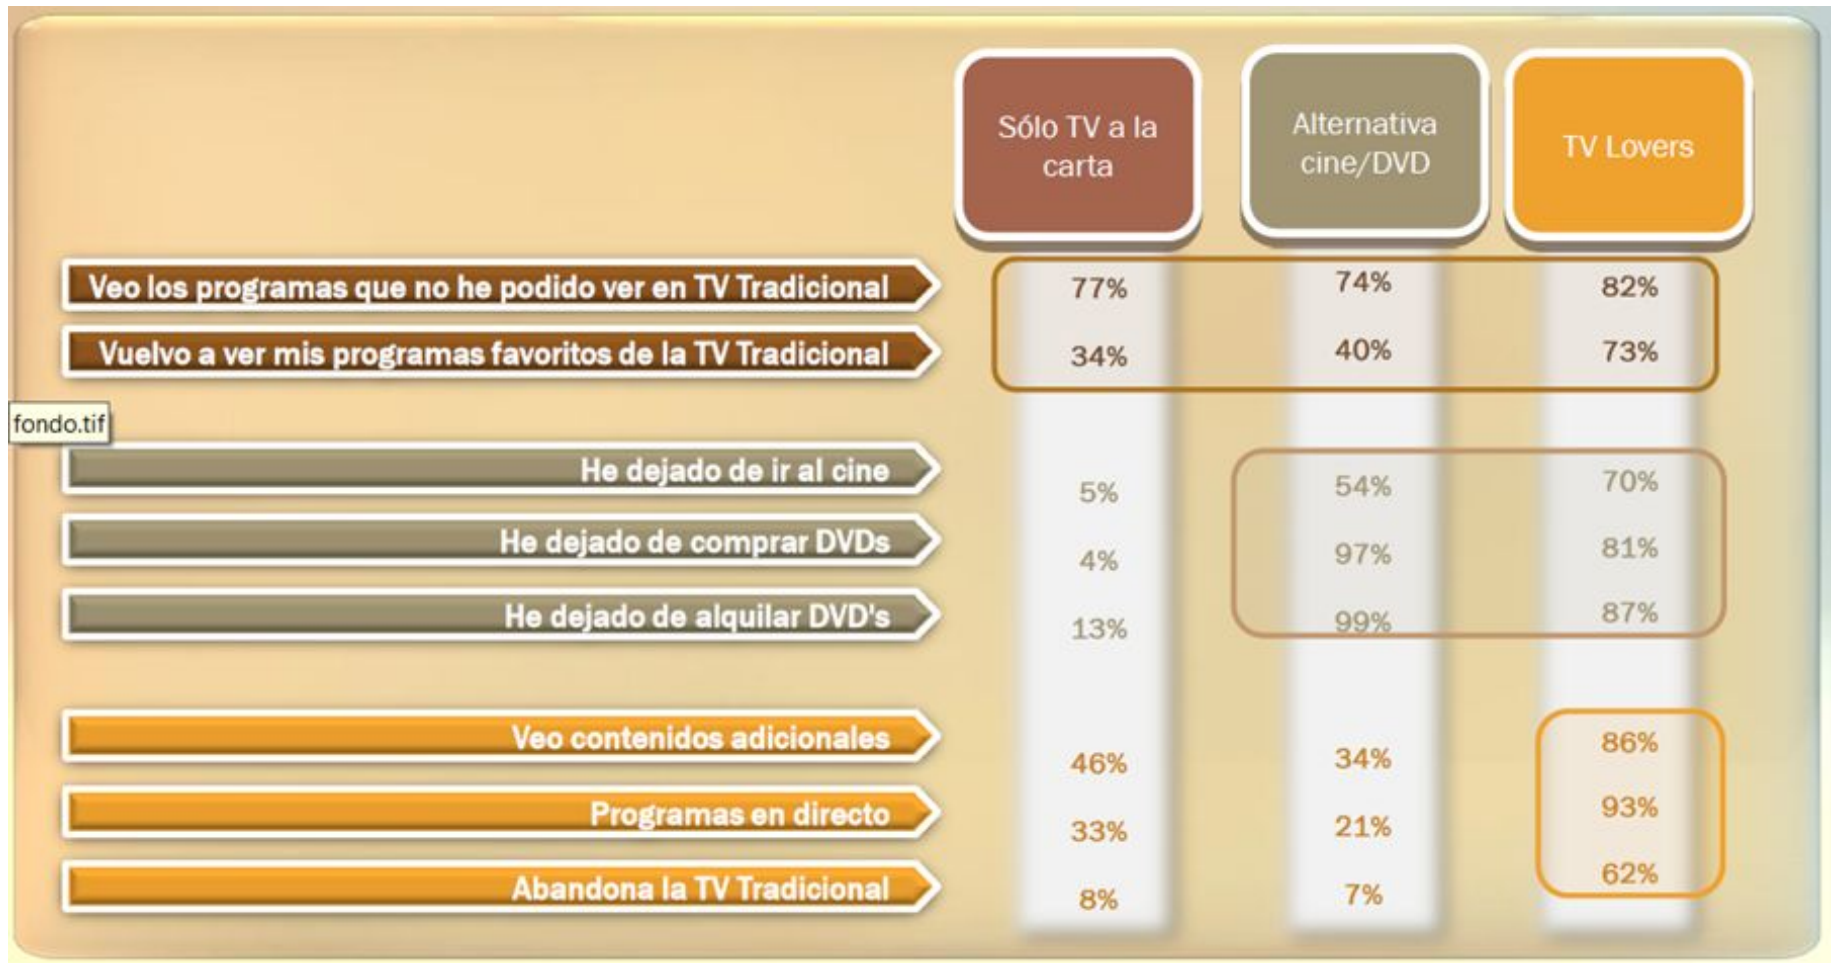 Sólo TV a la
carta
Alternativa
cine/DVD
TV Lovers
Veo los programas que no he podido ver en TV Tradicional
77%
74%
82%
Vuelvo a ver mis programas favoritos de la TV Tradicional
34%
40%
73%
fondo.tif
He dejado de ir al cine
5%
54%
70%
He dejado de comprar DVDs
4%
97%
81%
He dejado de alquilar DVD's
13%
99%
87%
Veo contenidos adicionales
46%
34%
86%
Programas en directo
33%
21%
93%
Abandona la TV Tradicional
8%
7%
62%